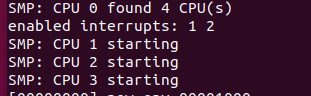 SMP: CPU 0 found 4 CPU(s)
enabled interrupts: 1 2
SMP: CPU 1 starting
SMP: CPU 2 starting
SMP: CPU 3 starting